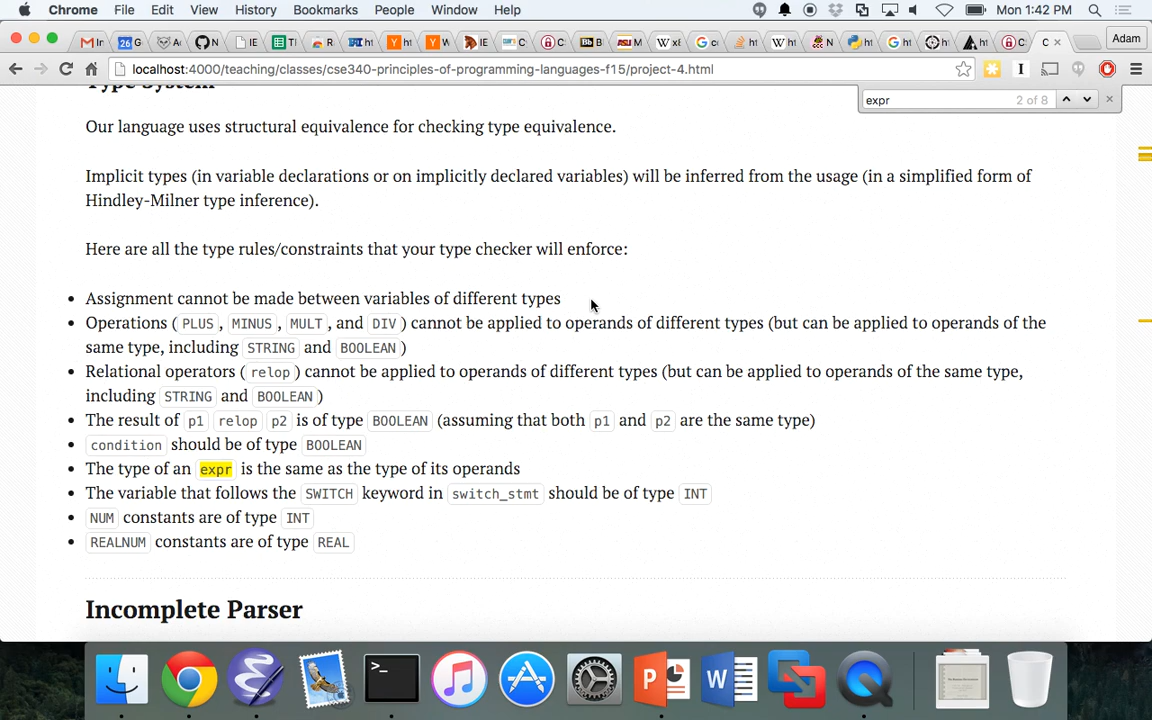 Chrome File Edit View History Bookmarks People Window Help Mon 1:42 PM
Adam
localhost:4000/teaching/classes/cse340-principles-of-programming-languages-f15/project-4.html
expr 2 of 8
Type System
Our language uses structural equivalence for checking type equivalence.
Implicit types (in variable declarations or on implicitly declared variables) will be inferred from the usage (in a simplified form of
Hindley-Milner type inference).
Here are all the type rules/constraints that your type checker will enforce:
• Assignment cannot be made between variables of different types
• Operations ( PLUS , MINUS , MULT , and DIV ) cannot be applied to operands of different types (but can be applied to operands of the
same type, including STRING and BOOLEAN )
• Relational operators ( relop ) cannot be applied to operands of different types (but can be applied to operands of the same type,
including STRING and BOOLEAN )
• The result of p1 relop p2 is of type BOOLEAN (assuming that both p1 and p2 are the same type)
• condition should be of type BOOLEAN
• The type of an expr is the same as the type of its operands
• The variable that follows the SWITCH keyword in switch_stmt should be of type INT
• NUM constants are of type INT
• REALNUM constants are of type REAL
Incomplete Parser